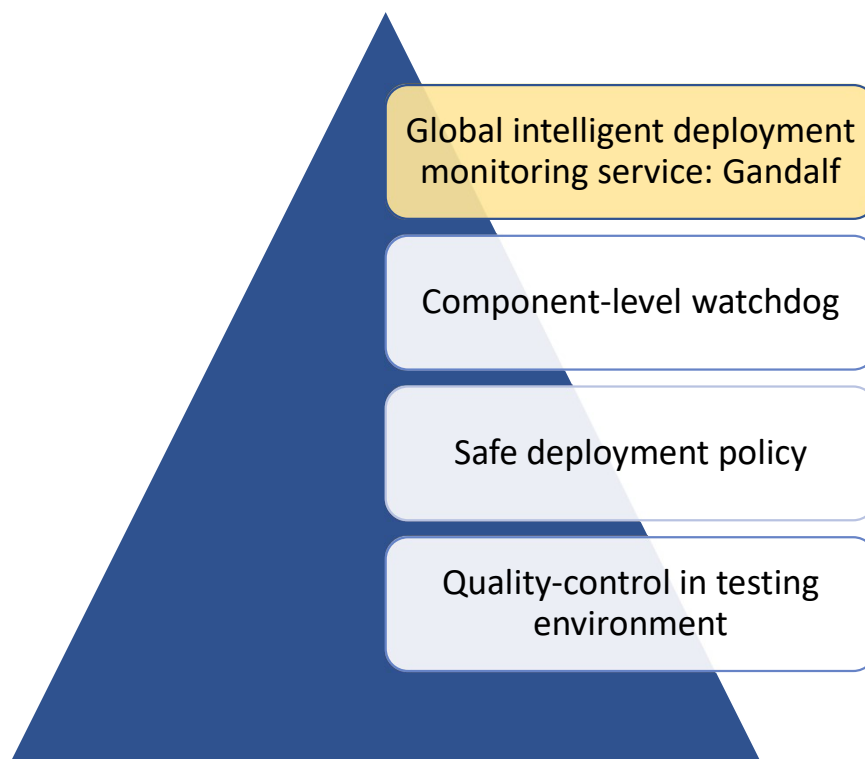 Global intelligent deployment
monitoring service: Gandalf
Component-level watchdog
Safe deployment policy
Quality-control in testing
environment